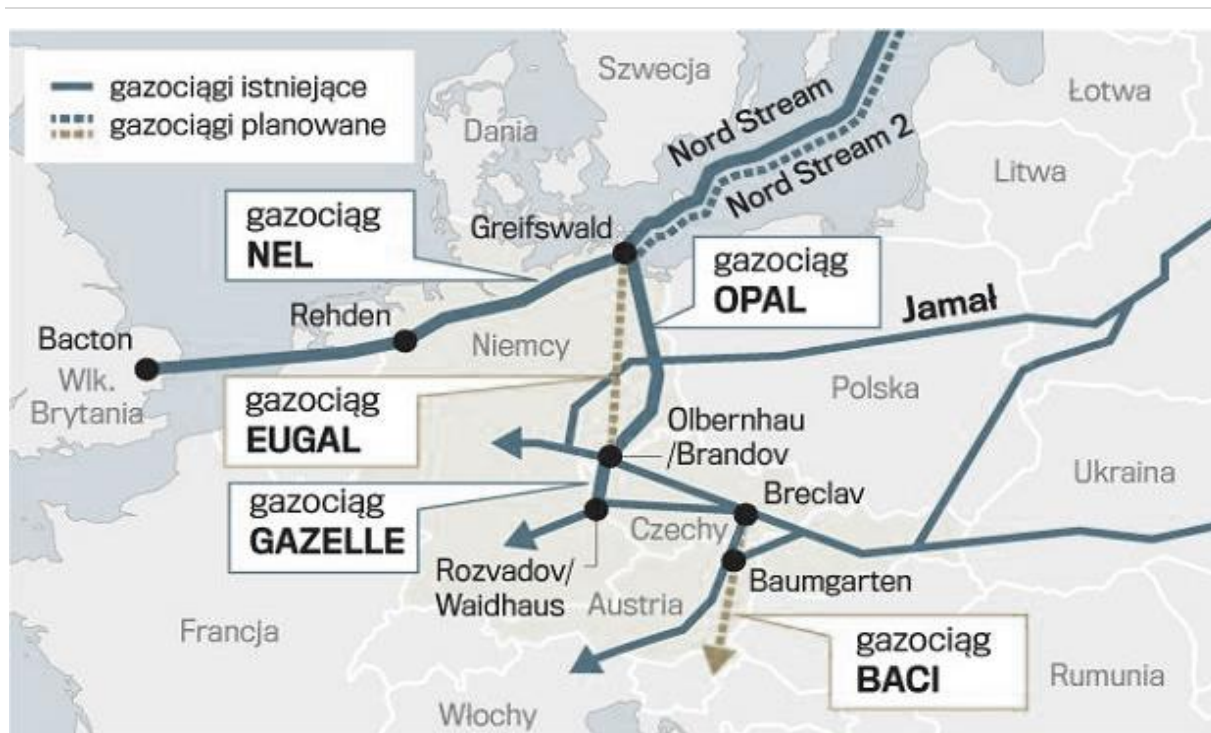 gazociągi istniejące
gazociągi planowane
Szwecja
Łotwa
Dania
Nord Stream
Nord Stream 2
Litwa
gazociąg
NEL
Greifswald
gazociąg
OPAL
Jamał
Rehden
Niemcy
Bacton
Wlk.
Brytania
Polska
gazociąg
EUGAL
Olbernhau
/Brandov
Ukraina
gazociąg
GAZELLE
Breclav
Czechy
Rozvadov/
Waidhaus
Baumgarten
Austria
Francja
gazociąg
BACI
Rumunia
Włochy